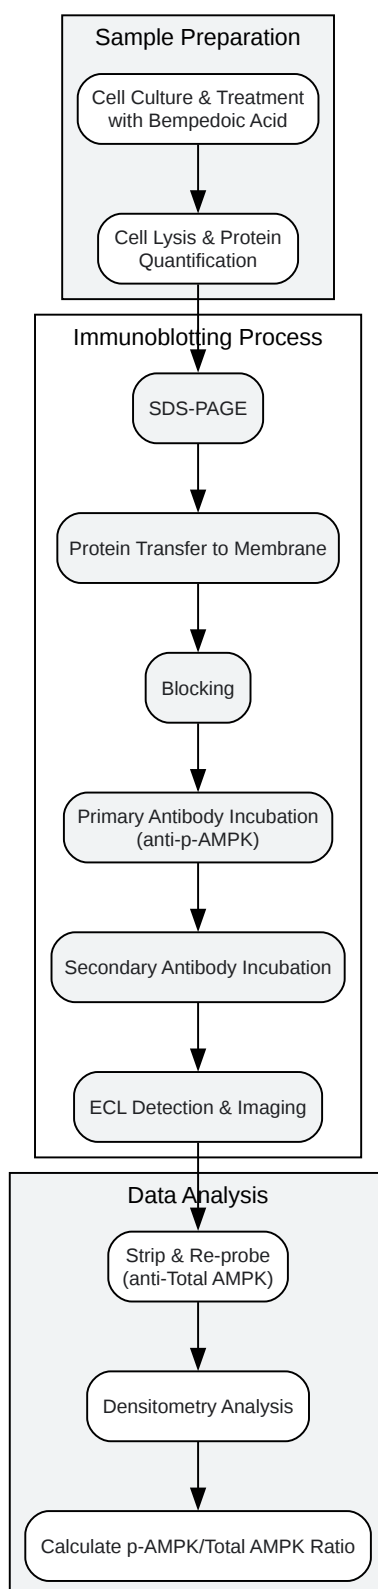 Sample Preparation
Cell Culture & Treatment
with Bempedoic Acid
Cell Lysis & Protein
Quantification
Immunoblotting Process
SDS-PAGE
Protein Transfer to Membrane
Blocking
Primary Antibody Incubation
(anti-p-AMPK)
Secondary Antibody Incubation
ECL Detection & Imaging
Data Analysis
Strip & Re-probe
(anti-Total AMPK)
Densitometry Analysis
Calculate p-AMPK/Total AMPK Ratio